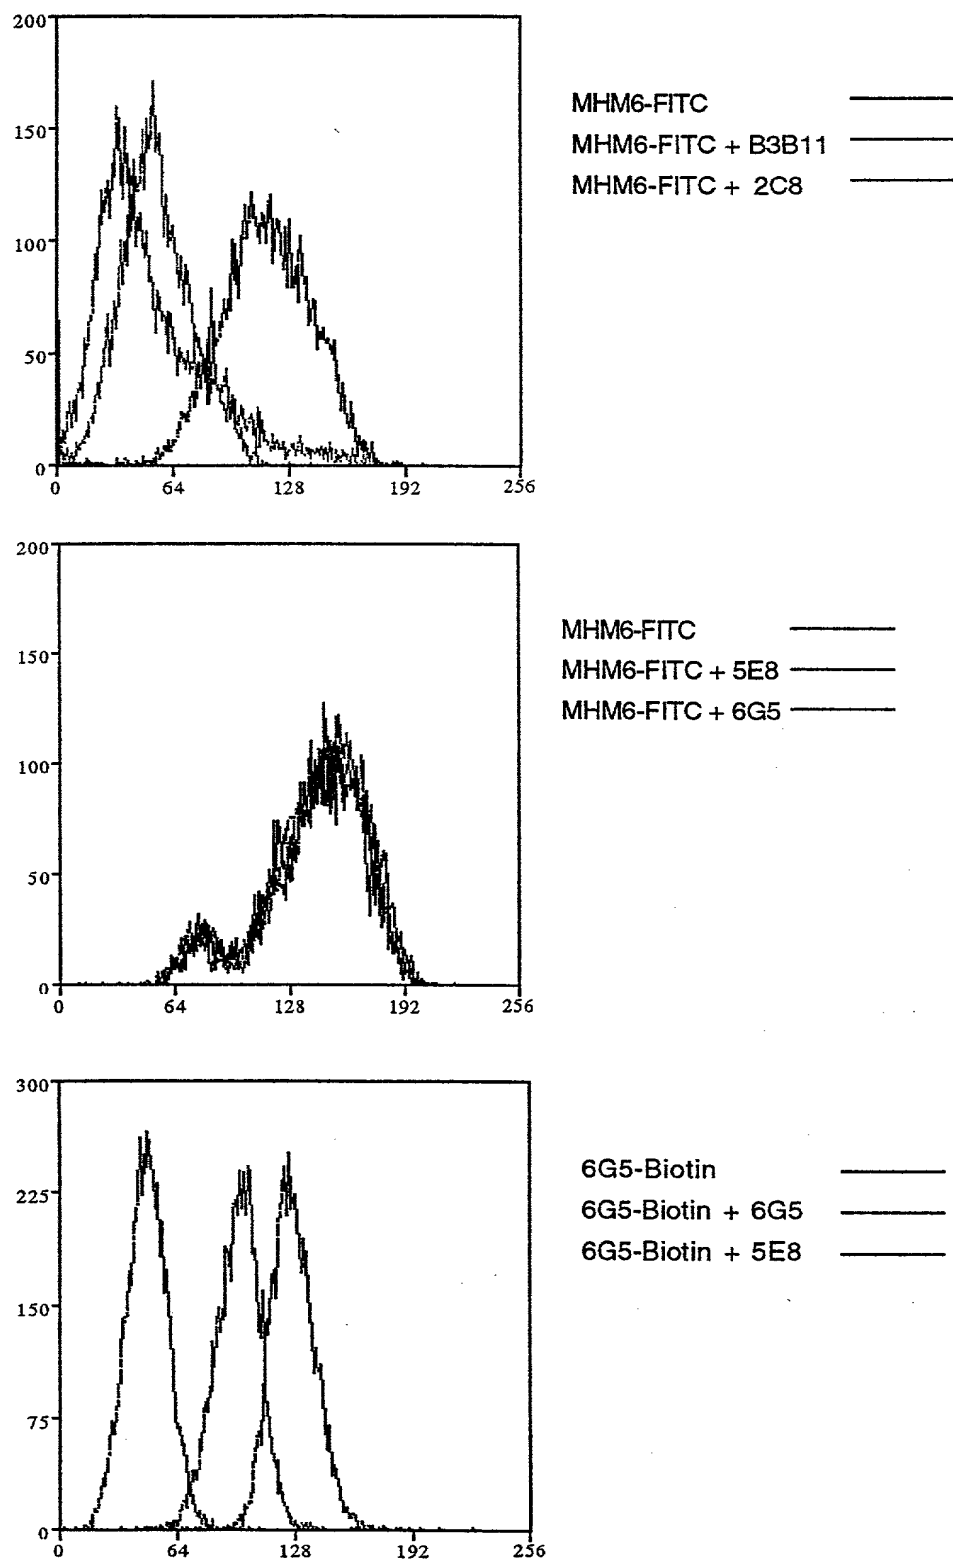 200
150
100
50
0
0 64 128 192 256
MHM6-FITC
MHM6-FITC + B3B11
MHM6-FITC + 2C8
200
150
100
50
0
0 64 128 192 256
MHM6-FITC
MHM6-FITC + 5E8
MHM6-FITC + 6G5
300
225
150
75
0
0 64 128 192 256
6G5-Biotin
6G5-Biotin + 6G5
6G5-Biotin + 5E8